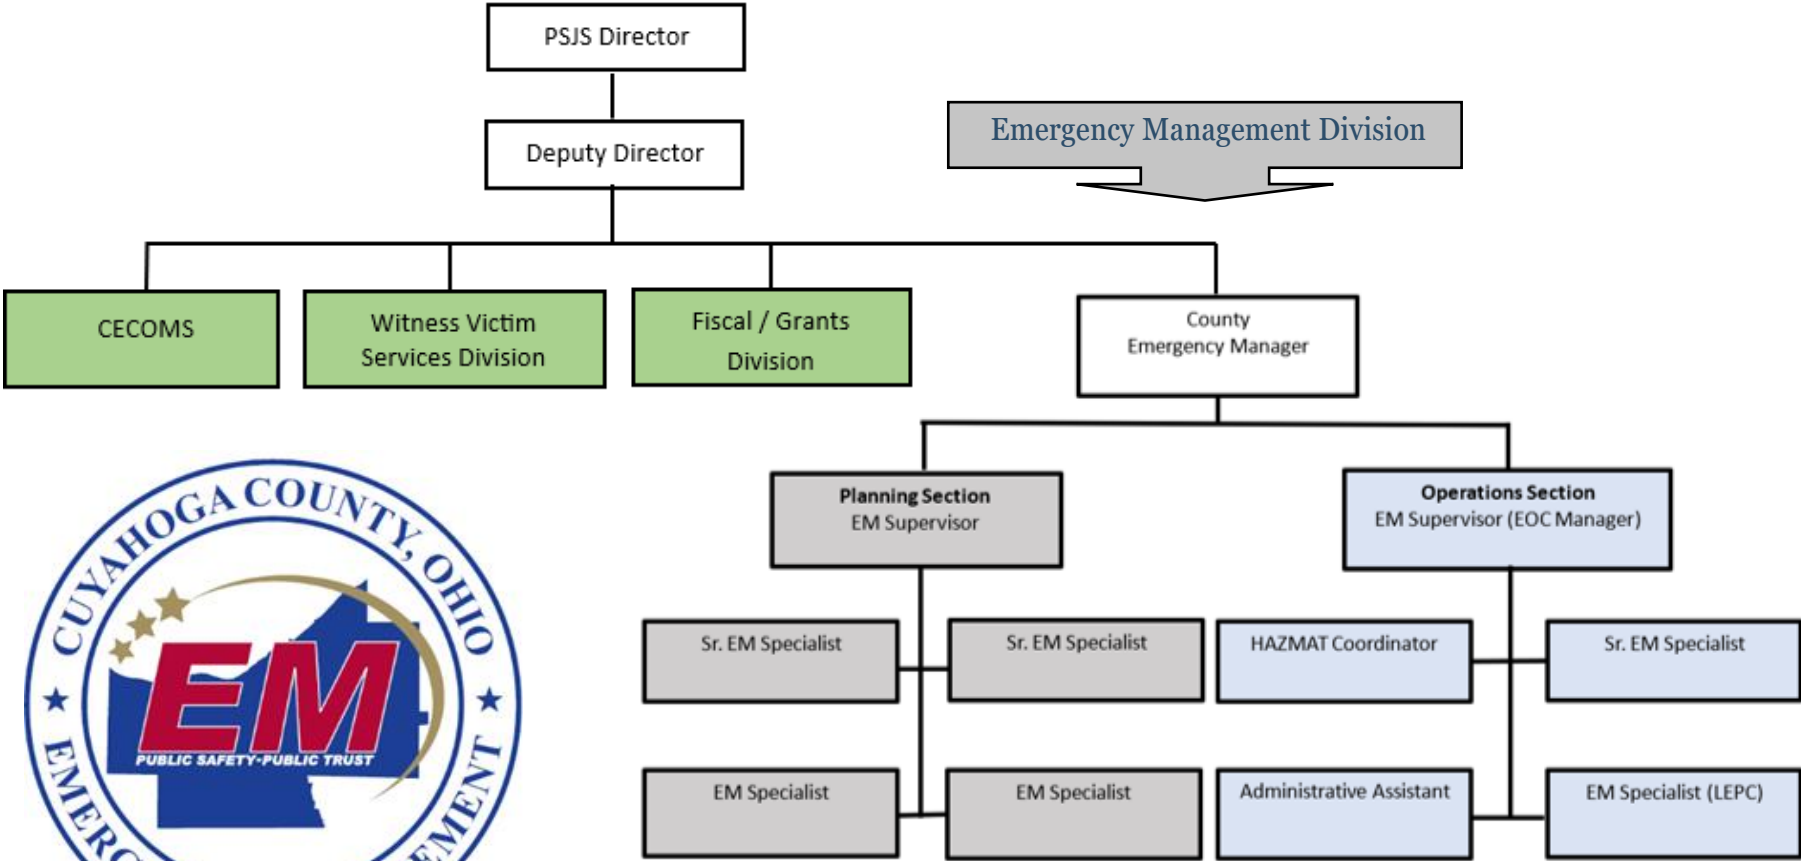 PSJS Director
Deputy Director
Emergency Management Division
CECOMS
Witness Victim
Services Division
Fiscal / Grants
Division
County
Emergency Manager
Planning Section
EM Supervisor
Operations Section
EM Supervisor (EOC Manager)
Sr. EM Specialist
Sr. EM Specialist
HAZMAT Coordinator
Sr. EM Specialist
EM Specialist
EM Specialist
Administrative Assistant
EM Specialist (LEPC)
CUYAHOGA COUNTY, OHIO
EM
PUBLIC SAFETY-PUBLIC TRUST